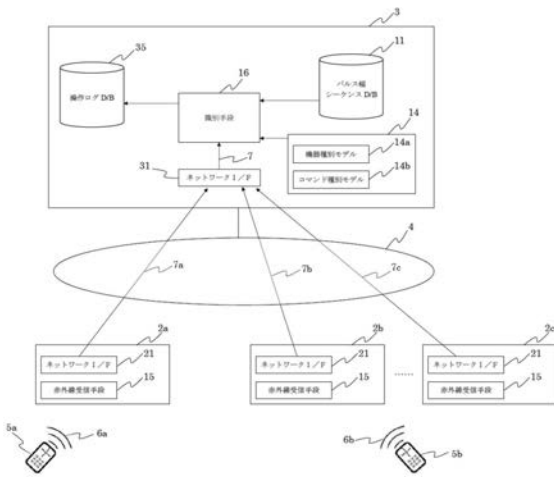 3
35
11
操作ログ D/B
16
パルス幅
シーケンス D/B
識別手段
14
機器種別モデル
14a
コマンド種別モデル
14b
7
31
ネットワーク I／F
4
7a
7b
7c
2a
ネットワーク I／F
21
赤外線受信手段
15
2b
ネットワーク I／F
21
赤外線受信手段
15
……
2c
ネットワーク I／F
21
赤外線受信手段
15
5a
6a
6b
5b